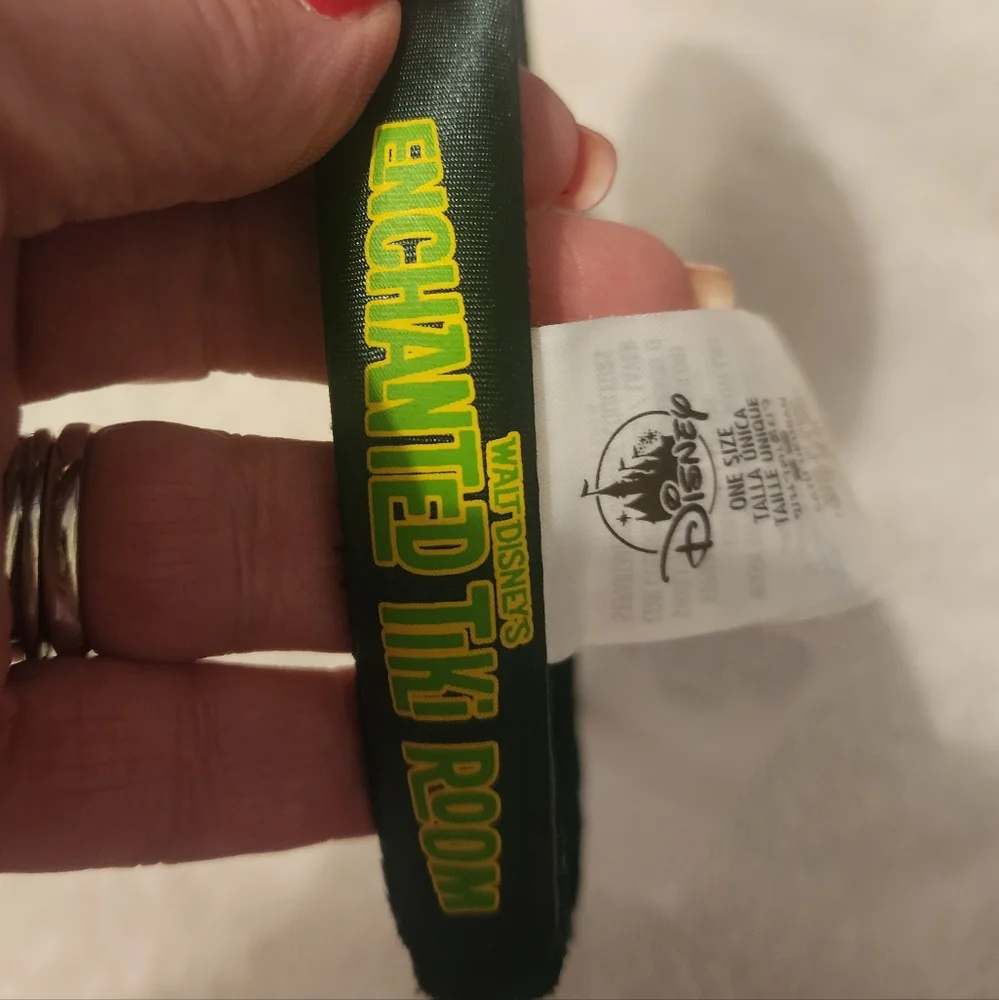 WALT DISNEY'S
ENCHANTED TIKI ROOM
Disney
ONE SIZE
TALLA UNICA
TAILLE UNIQUE